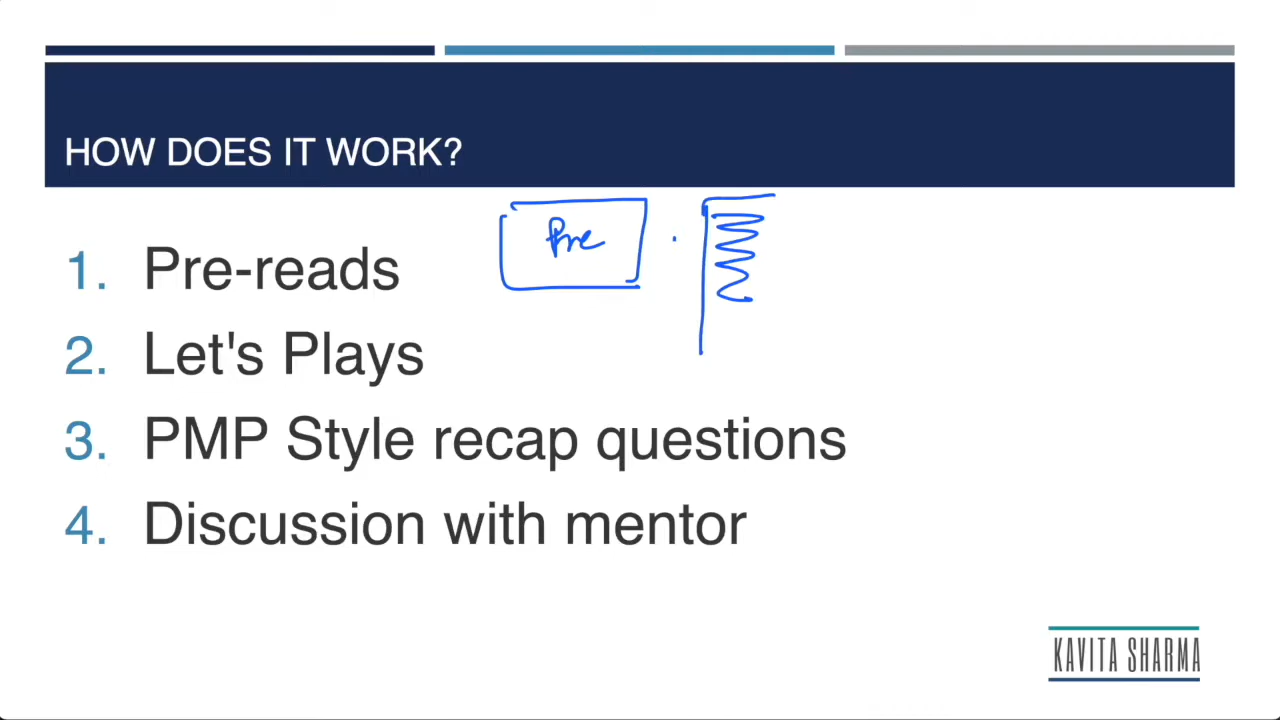 HOW DOES IT WORK?
Pre
1. Pre-reads
2. Let's Plays
3. PMP Style recap questions
4. Discussion with mentor
KAVITA SHARMA